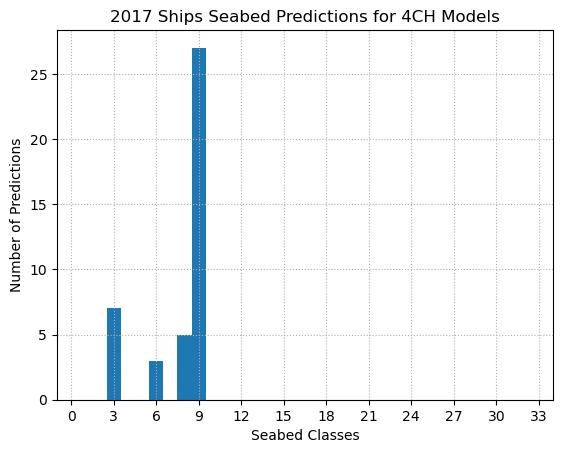 2017 Ships Seabed Predictions for 4CH Models
Number of Predictions
25
20
15
10
5
0
0 3 6 9 12 15 18 21 24 27 30 33
Seabed Classes